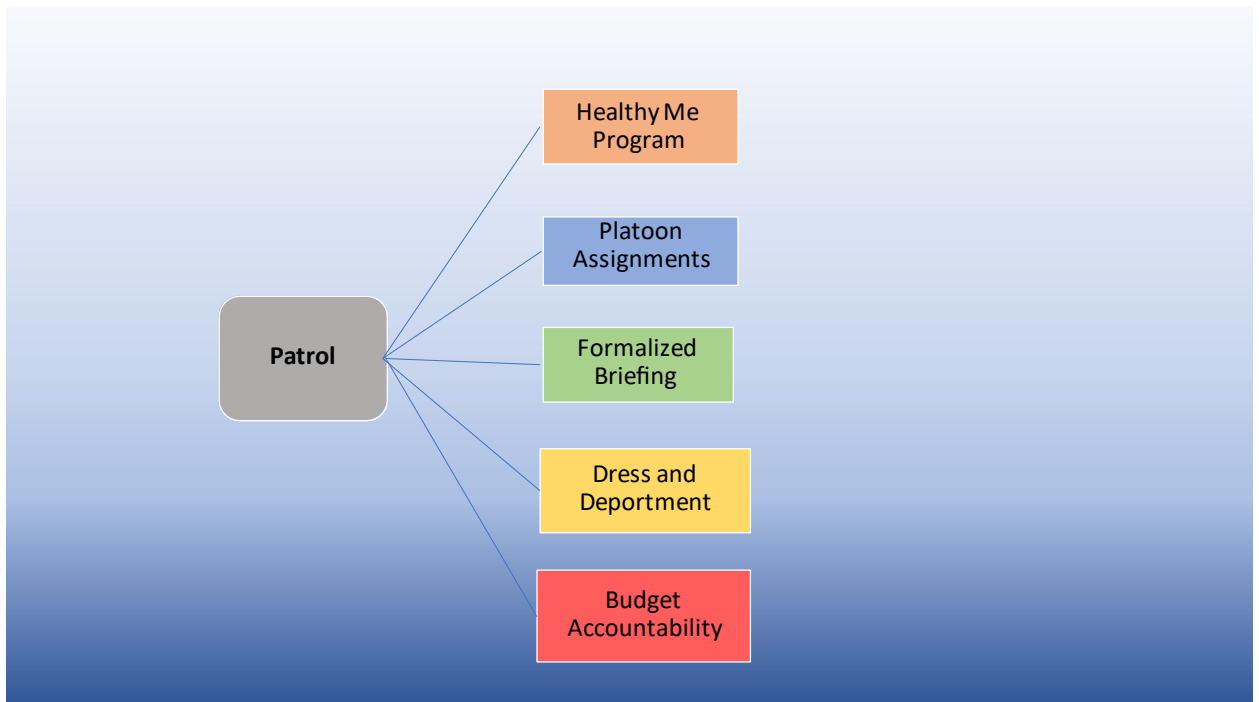 Healthy Me
Program
Platoon
Assignments
Patrol
Formalized
Briefing
Dress and
Deportment
Budget
Accountability